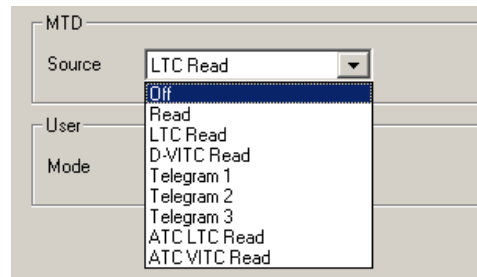 MTD
Source LTC Read
Off
Read
User
LTC Read
D-VITC Read
Mode
Telegram 1
Telegram 2
Telegram 3
ATC LTC Read
ATC VITC Read